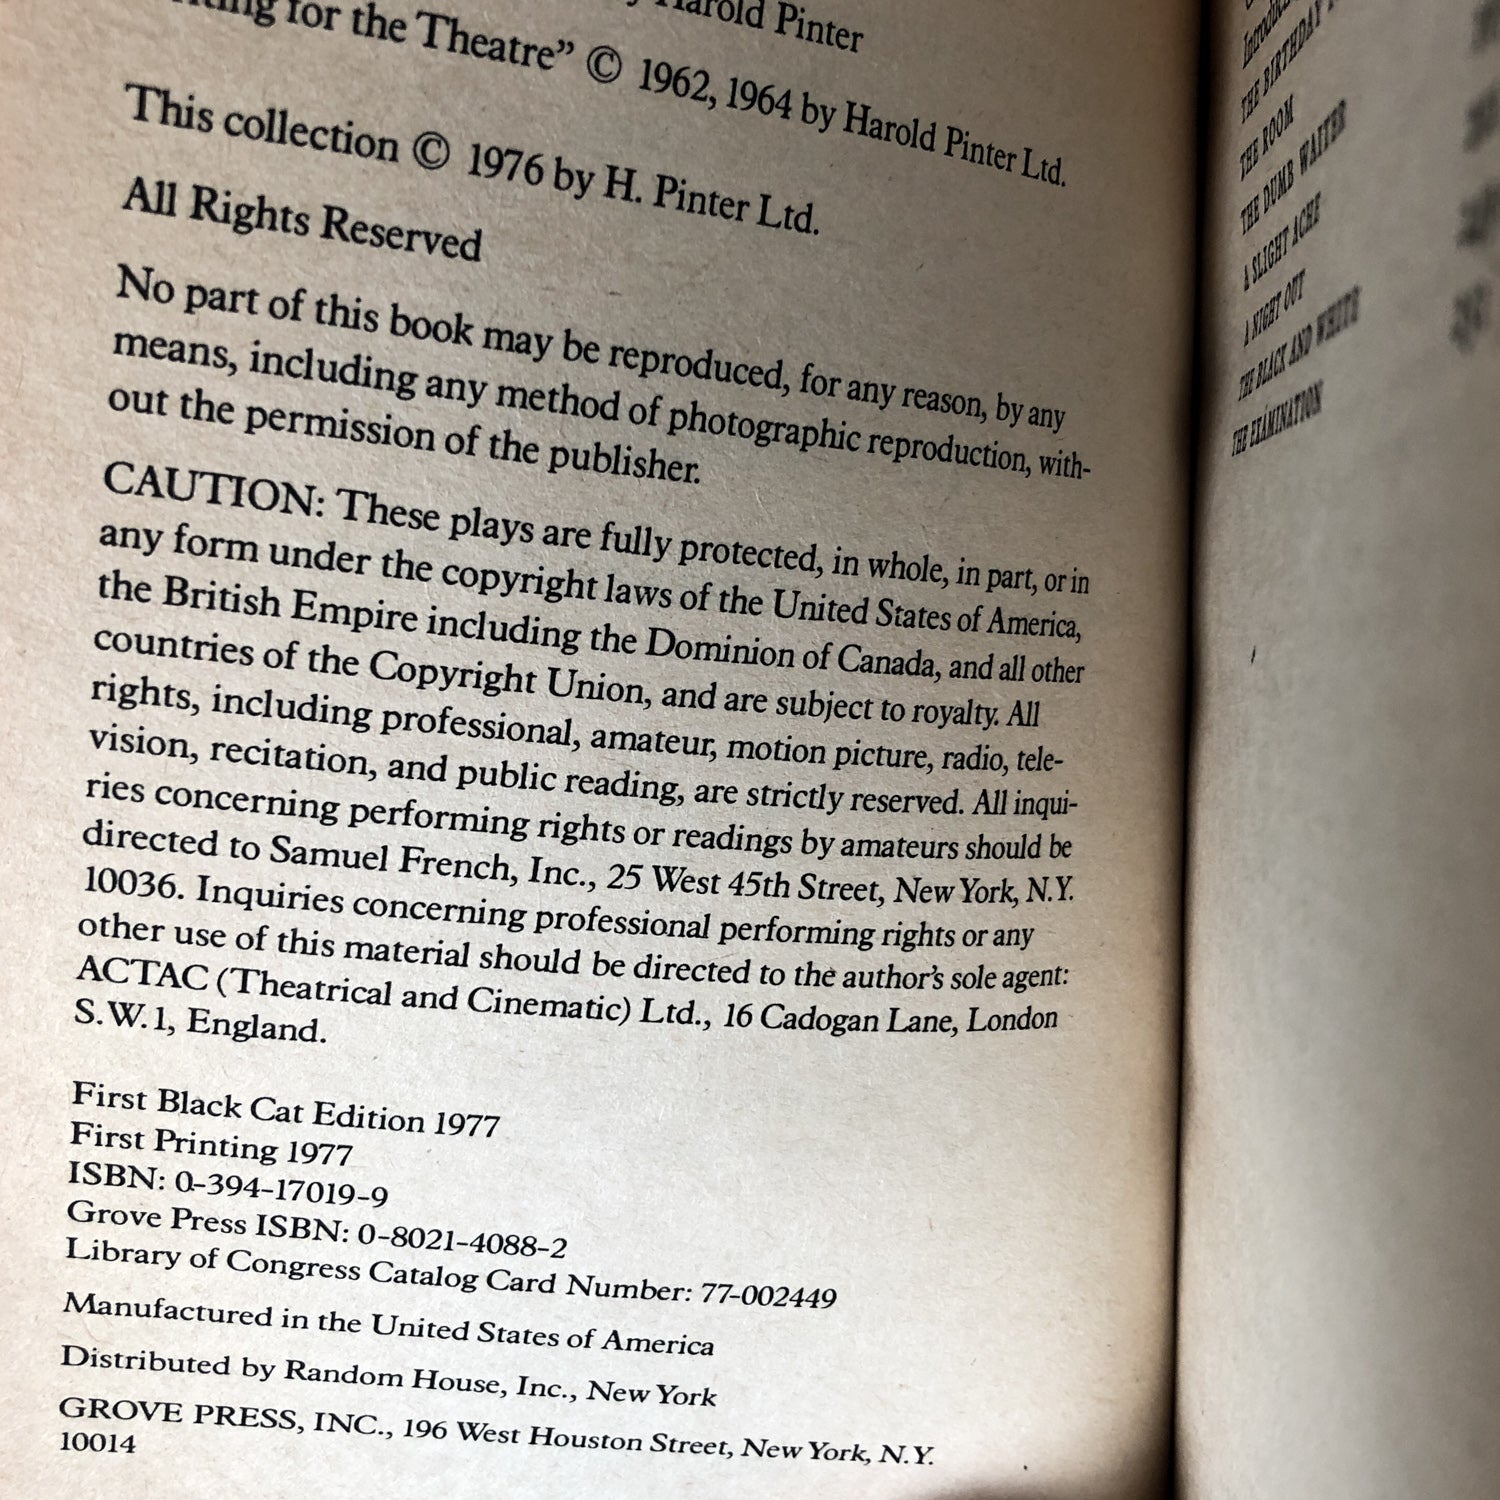 Harold Pinter
for the Theatre” © 1962, 1964 by Harold Pinter Ltd.
This collection © 1976 by H. Pinter Ltd.
All Rights Reserved
No part of this book may be reproduced, for any reason, by any
means, including any method of photographic reproduction, with-
out the permission of the publisher.
CAUTION: These plays are fully protected, in whole, in part, or in
any form under the copyright laws of the United States of America,
the British Empire including the Dominion of Canada, and all other
countries of the Copyright Union, and are subject to royalty. All
rights, including professional, amateur, motion picture, radio, tele-
vision, recitation, and public reading, are strictly reserved. All inqui-
ries concerning performing rights or readings by amateurs should be
directed to Samuel French, Inc., 25 West 45th Street, New York, N.Y.
10036. Inquiries concerning professional performing rights or any
other use of this material should be directed to the author’s sole agent:
ACTAC (Theatrical and Cinematic) Ltd., 16 Cadogan Lane, London
S.W.1, England.
First Black Cat Edition 1977
First Printing 1977
ISBN: 0-394-17019-9
Grove Press ISBN: 0-8021-4088-2
Library of Congress Catalog Card Number: 77-002449
Manufactured in the United States of America
Distributed by Random House, Inc., New York
GROVE PRESS, INC., 196 West Houston Street, New York, N.Y.
10014
THE BIRTHDAY
THE ROOM
THE DUMB WAITER
A SLIGHT ACHE
A NIGHT OUT
THE BLACK AND WHITE
THE EXAMINATION